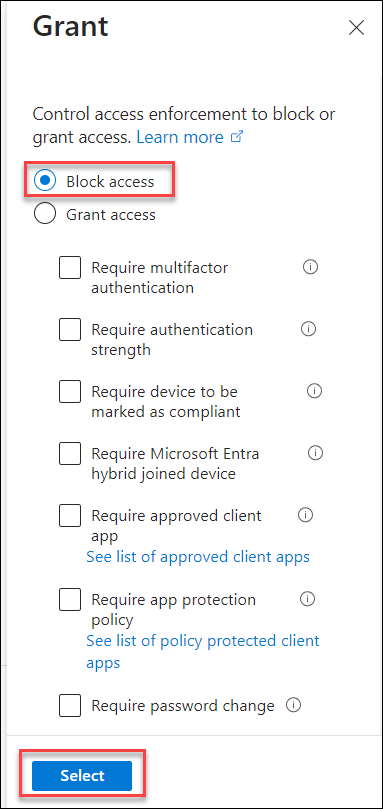 Grant
Control access enforcement to block or
grant access. Learn more
Block access
Grant access
Require multifactor
authentication
Require authentication
strength
Require device to be
marked as compliant
Require Microsoft Entra
hybrid joined device
Require approved client
app
See list of approved client apps
Require app protection
policy
See list of policy protected client
apps
Require password change
Select